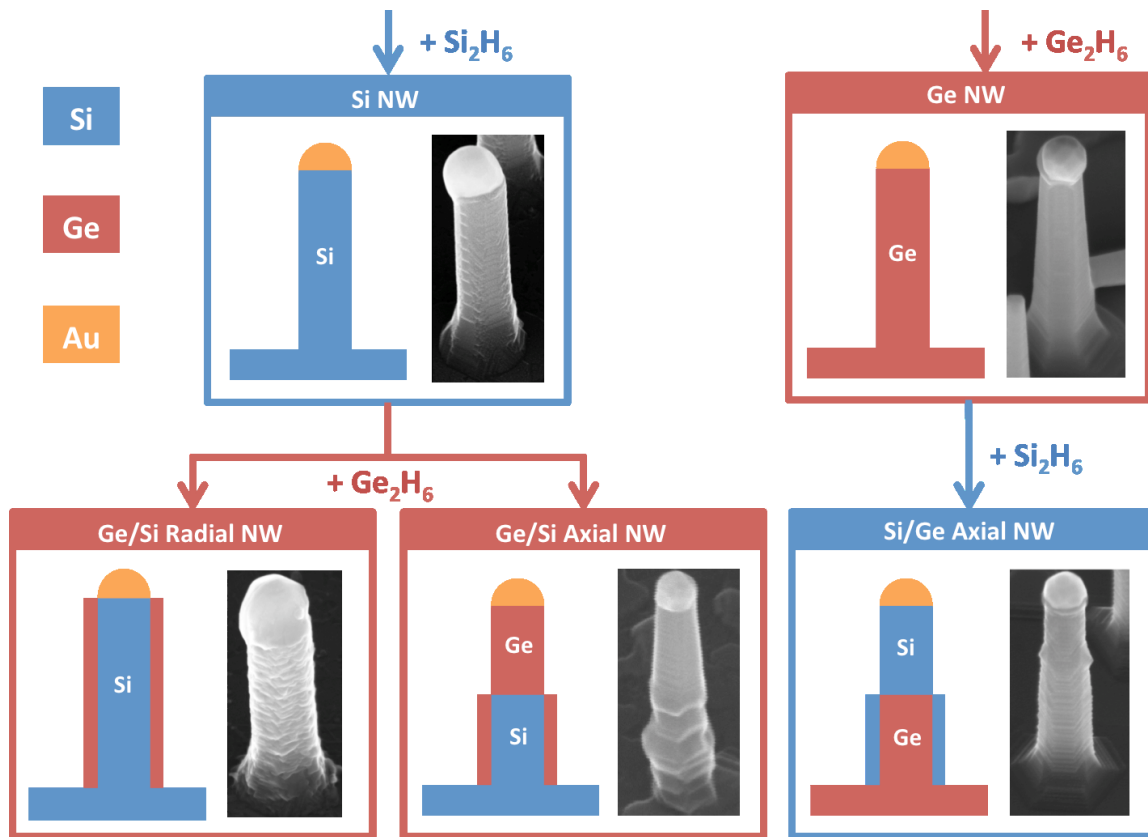 + Si₂H₆
+ Ge₂H₆
Si
Ge
Au
Si NW
Si
Ge NW
Ge
+ Ge₂H₆
+ Si₂H₆
Ge/Si Radial NW
Si
Ge/Si Axial NW
Ge
Si
Si/Ge Axial NW
Si
Ge